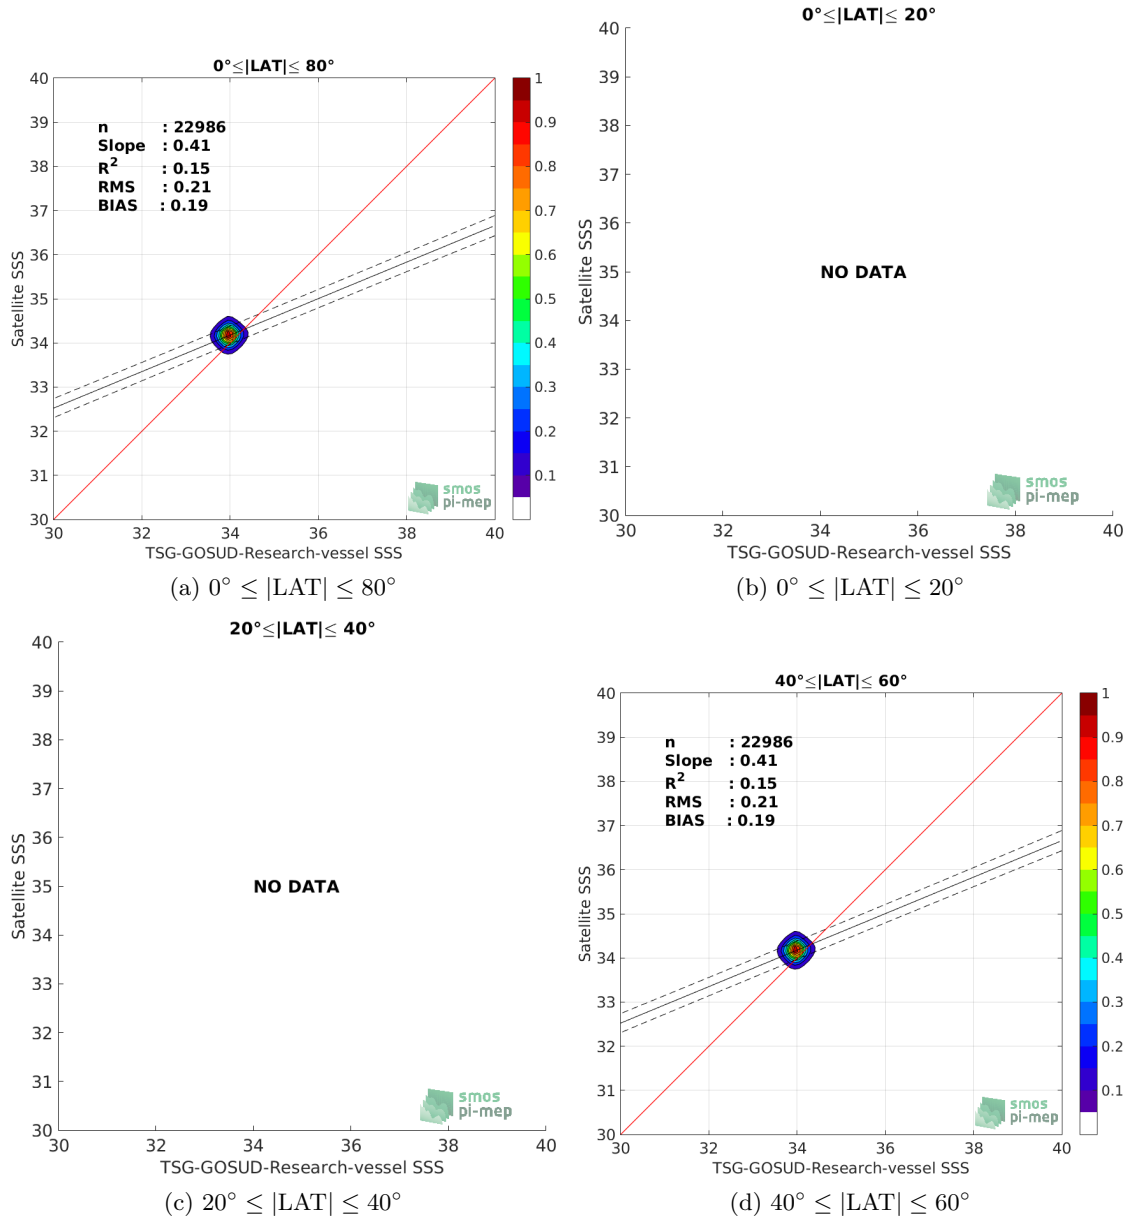 0°≤|LAT|≤ 80°
40
39
38
37
36
35
34
33
32
31
30
30 32 34 36 38 40
Satellite SSS
TSG-GOSUD-Research-vessel SSS
n : 22986
Slope : 0.41
R2 : 0.15
RMS : 0.21
BIAS : 0.19
smos
pi-mep
1
0.9
0.8
0.7
0.6
0.5
0.4
0.3
0.2
0.1
(a) 0° ≤ |LAT| ≤ 80°
0°≤|LAT|≤ 20°
40
39
38
37
36
35
34
33
32
31
30
30 32 34 36 38 40
Satellite SSS
TSG-GOSUD-Research-vessel SSS
NO DATA
smos
pi-mep
(b) 0° ≤ |LAT| ≤ 20°
20°≤|LAT|≤ 40°
40
39
38
37
36
35
34
33
32
31
30
30 32 34 36 38 40
Satellite SSS
TSG-GOSUD-Research-vessel SSS
NO DATA
smos
pi-mep
(c) 20° ≤ |LAT| ≤ 40°
40°≤|LAT|≤ 60°
40
39
38
37
36
35
34
33
32
31
30
30 32 34 36 38 40
Satellite SSS
TSG-GOSUD-Research-vessel SSS
n : 22986
Slope : 0.41
R2 : 0.15
RMS : 0.21
BIAS : 0.19
smos
pi-mep
1
0.9
0.8
0.7
0.6
0.5
0.4
0.3
0.2
0.1
(d) 40° ≤ |LAT| ≤ 60°